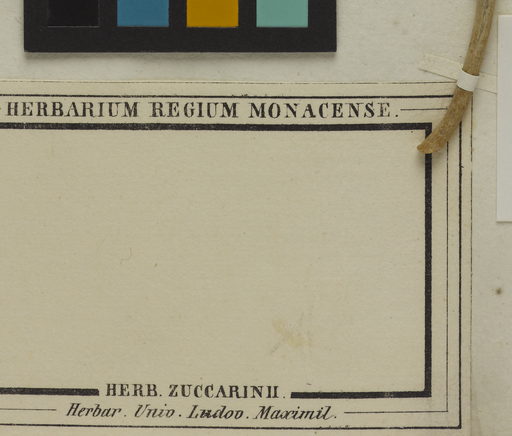 HERBARIUM REGIUM MONACENSE.
HERB. ZUCCARINII.
Herbar. Univ. Ludov. Maximil.